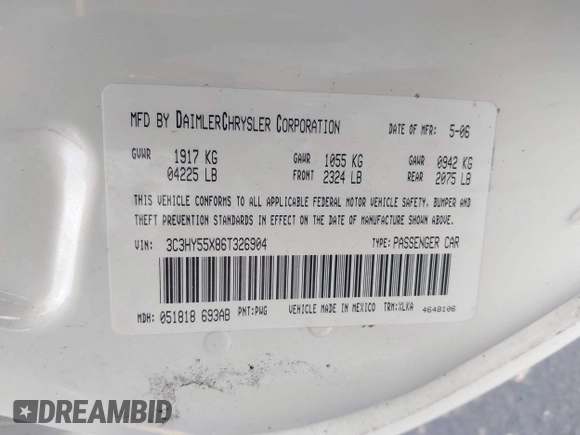 MFD BY DAIMLERCHRYSLER CORPORATION DATE OF MFR: 5-06
GVWR 1917 KG GAWR 1055 KG GAWR 0942 KG
04225 LB FRONT 2324 LB REAR 2075 LB
THIS VEHICLE CONFORMS TO ALL APPLICABLE FEDERAL MOTOR VEHICLE SAFETY, BUMPER AND
THEFT PREVENTION STANDARDS IN EFFECT ON THE DATE OF MANUFACTURE SHOWN ABOVE.
VIN: 3C3HY55X86T326904 TYPE: PASSENGER CAR
MDH: 051818 693AB PNT: PWG VEHICLE MADE IN MEXICO TRM: XLKA 4648106
DREAMBID